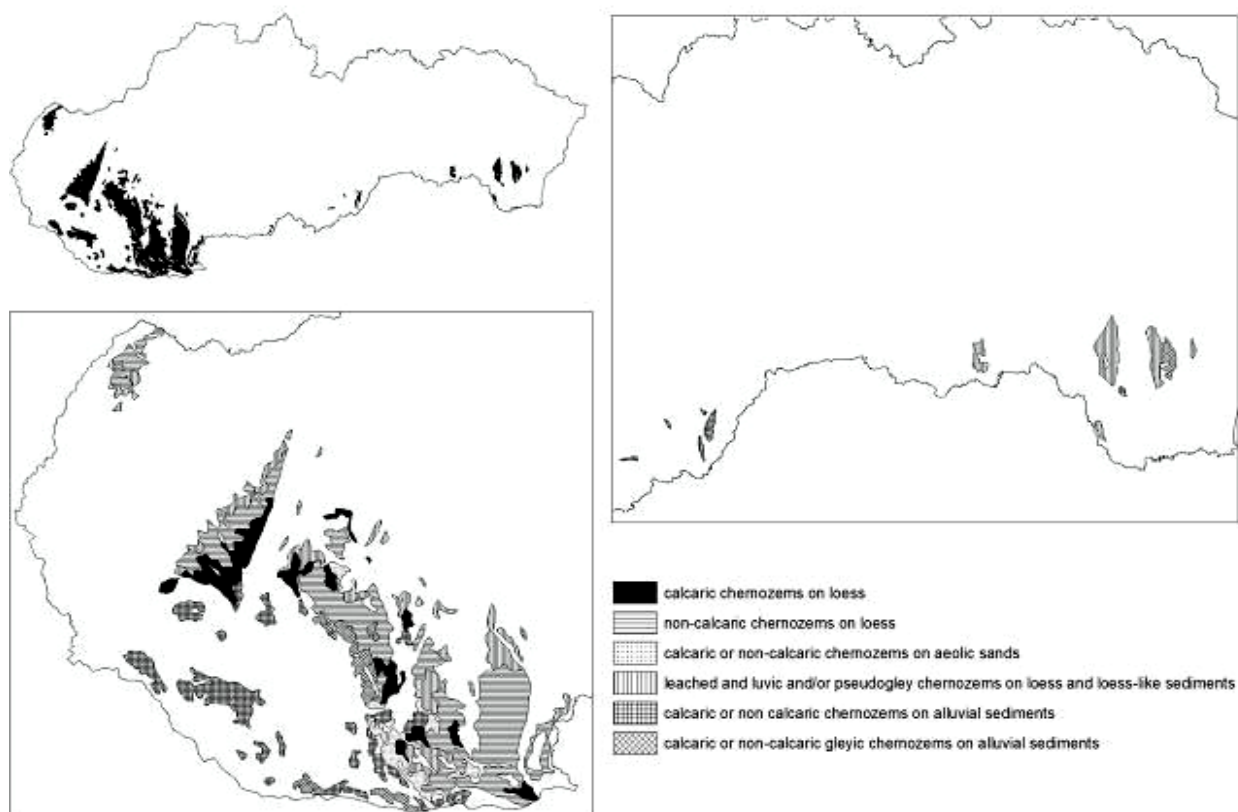 calcaric chernozems on loess
non-calcaric chernozems on loess
calcaric or non-calcaric chernozems on aeolic sands
leached and luvic and/or pseudogley chernozems on loess and loess-like sediments
calcaric or non calcaric chernozems on alluvial sediments
calcaric or non-calcaric gleyic chernozems on alluvial sediments